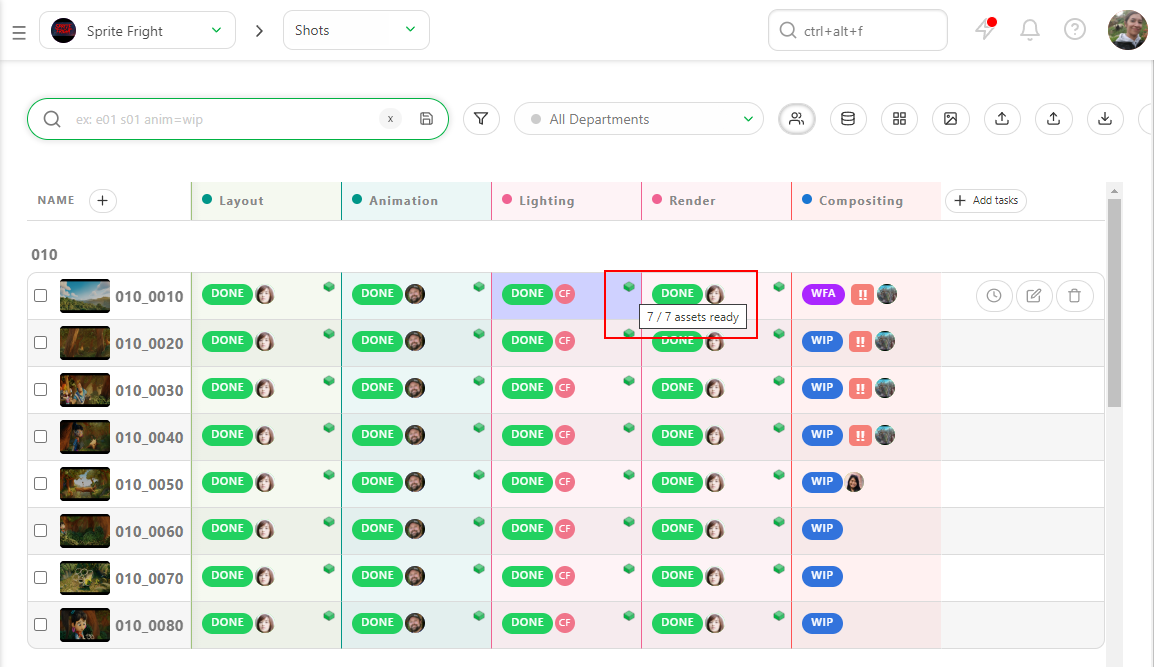 Sprite Fright
Shots
ctrl+alt+f
ex: e01 s01 anim=wip
x
All Departments
NAME
Layout
Animation
Lighting
Render
Compositing
Add tasks
010
010_0010 DONE DONE DONE CF DONE WFA !!
7 / 7 assets ready
010_0020 DONE DONE DONE CF DONE WIP !!
010_0030 DONE DONE DONE CF DONE WIP !!
010_0040 DONE DONE DONE CF DONE WIP !!
010_0050 DONE DONE DONE CF DONE WIP
010_0060 DONE DONE DONE CF DONE WIP
010_0070 DONE DONE DONE CF DONE WIP
010_0080 DONE DONE DONE CF DONE WIP